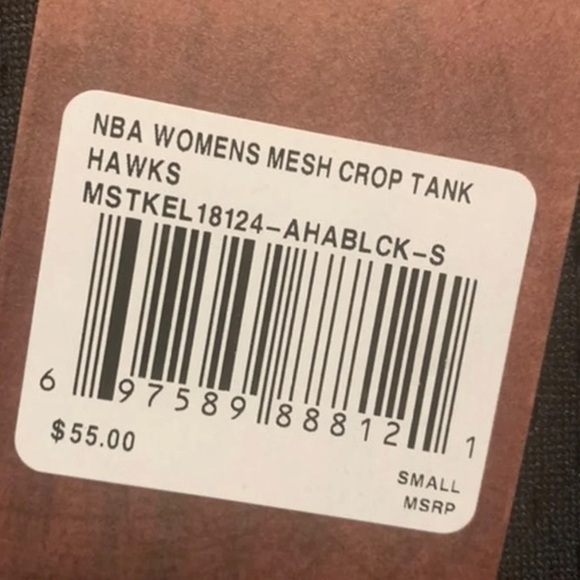 NBA WOMENS MESH CROP TANK
HAWKS
MSTKEL18124-AHABLCK-S
6 97589 88812 1
$55.00
SMALL
MSRP